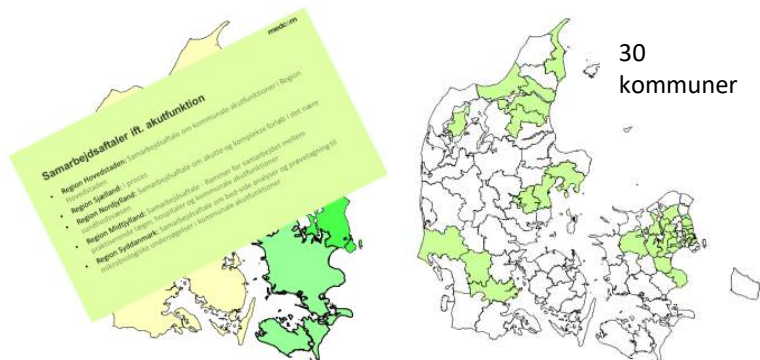 medcom
Samarbejdsaftaler ift. akutfunktion
• Region Hovedstaden: Samarbejdsaftale om kommunale akutfunktioner i Region
Hovedstaden
• Region Sjælland: I proces
• Region Nordjylland: Samarbejdsaftale om akutte og komplekse forløb i det nære
sundhedsvæsen
• Region Midtjylland: Samarbejdsaftale - Rammer for samarbejdet mellem
praktiserende læger, hospitaler og kommunale akutfunktioner
• Region Syddanmark: Samarbejdsaftale om bed-side analyser og prøvetagning til
mikrobiologiske undersøgelser i kommunale akutfunktioner
30
kommuner